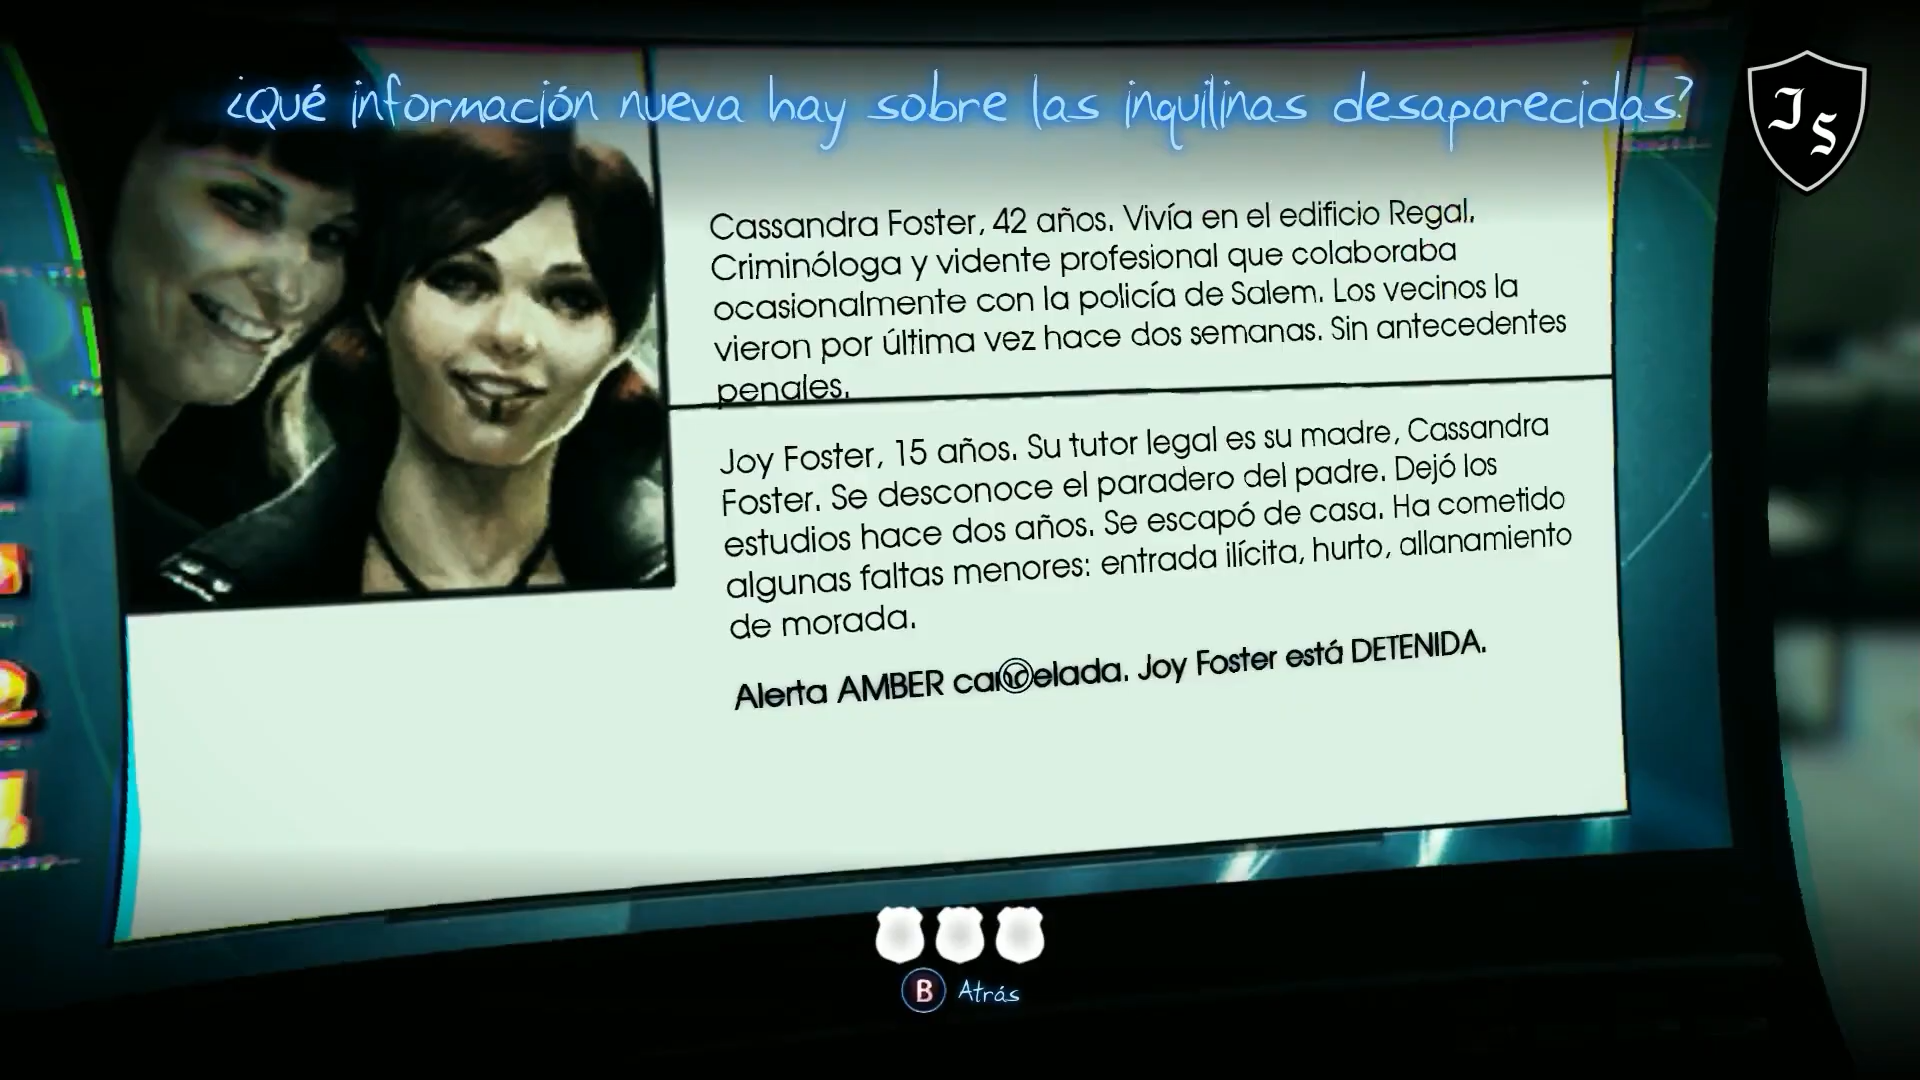 ¿Qué información nueva hay sobre las inquilinas desaparecidas?
JS
Cassandra Foster, 42 años. Vivía en el edificio Regal.
Criminóloga y vidente profesional que colaboraba
ocasionalmente con la policía de Salem. Los vecinos la
vieron por última vez hace dos semanas. Sin antecedentes
penales.
Joy Foster, 15 años. Su tutor legal es su madre, Cassandra
Foster. Se desconoce el paradero del padre. Dejó los
estudios hace dos años. Se escapó de casa. Ha cometido
algunas faltas menores: entrada ilícita, hurto, allanamiento
de morada.
Alerta AMBER cancelada. Joy Foster está DETENIDA.
B Atrás